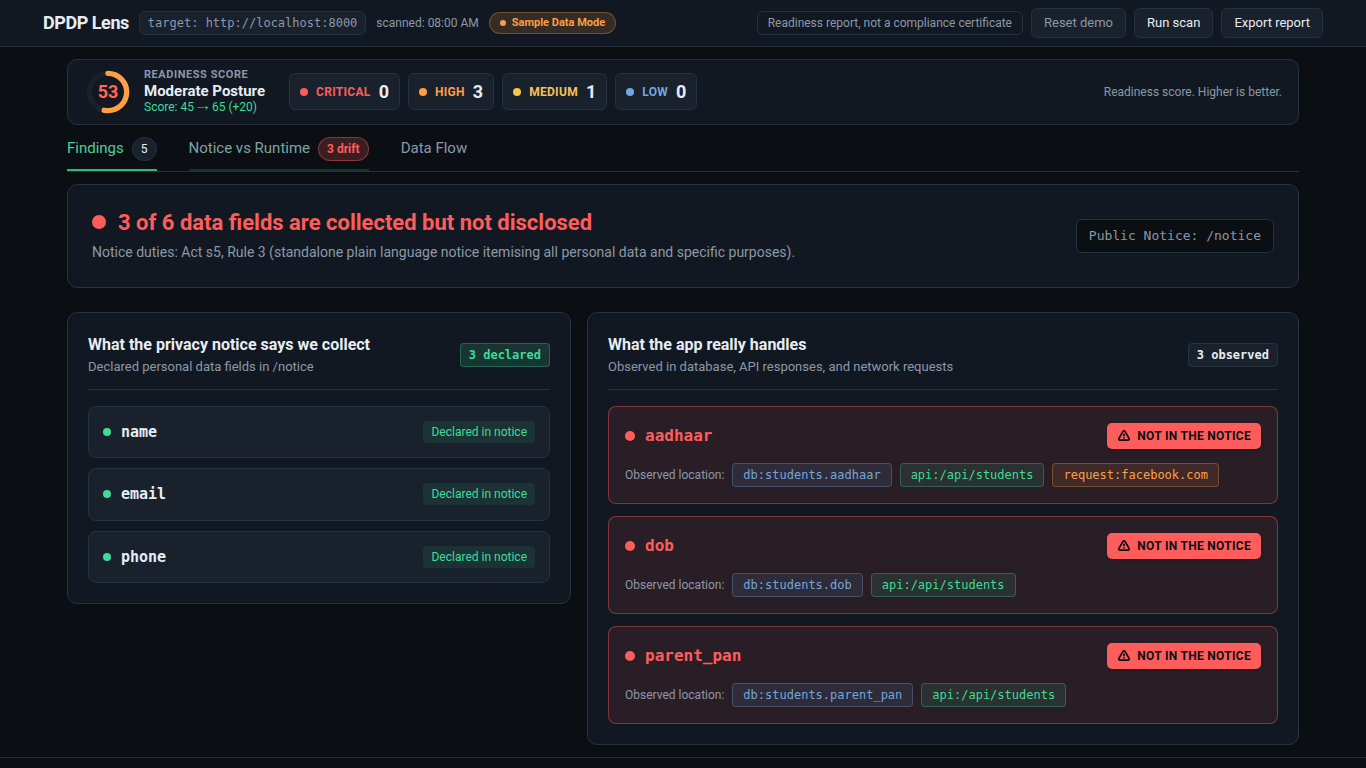 DPDP Lens
target: http://localhost:8000
scanned: 08:00 AM
Sample Data Mode
Readiness report, not a compliance certificate
Reset demo
Run scan
Export report
53
READINESS SCORE
Moderate Posture
Score: 45 → 65 (+20)
CRITICAL 0
HIGH 3
MEDIUM 1
LOW 0
Readiness score. Higher is better.
Findings 5
Notice vs Runtime 3 drift
Data Flow
3 of 6 data fields are collected but not disclosed
Notice duties: Act s5, Rule 3 (standalone plain language notice itemising all personal data and specific purposes).
Public Notice: /notice
What the privacy notice says we collect
Declared personal data fields in /notice
3 declared
name Declared in notice
email Declared in notice
phone Declared in notice
What the app really handles
Observed in database, API responses, and network requests
3 observed
aadhaar NOT IN THE NOTICE
Observed location: db:students.aadhaar api:/api/students request:facebook.com
dob NOT IN THE NOTICE
Observed location: db:students.dob api:/api/students
parent_pan NOT IN THE NOTICE
Observed location: db:students.parent_pan api:/api/students